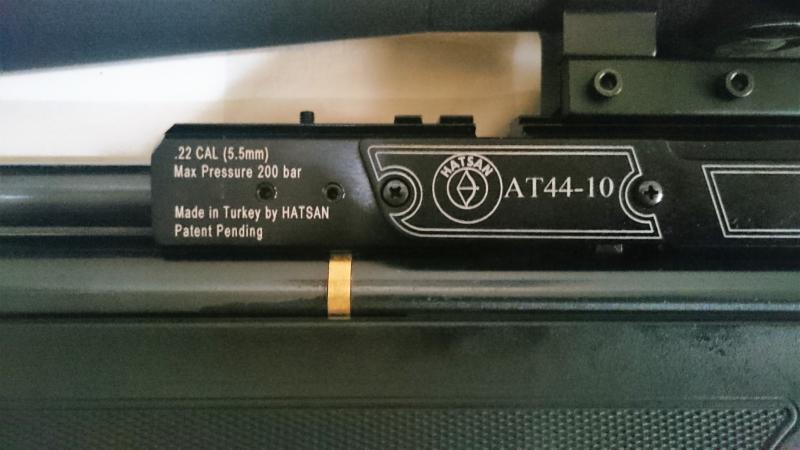 .22 CAL (5.5mm)
Max Pressure 200 bar
Made in Turkey by HATSAN
Patent Pending
HATSAN
AT44-10